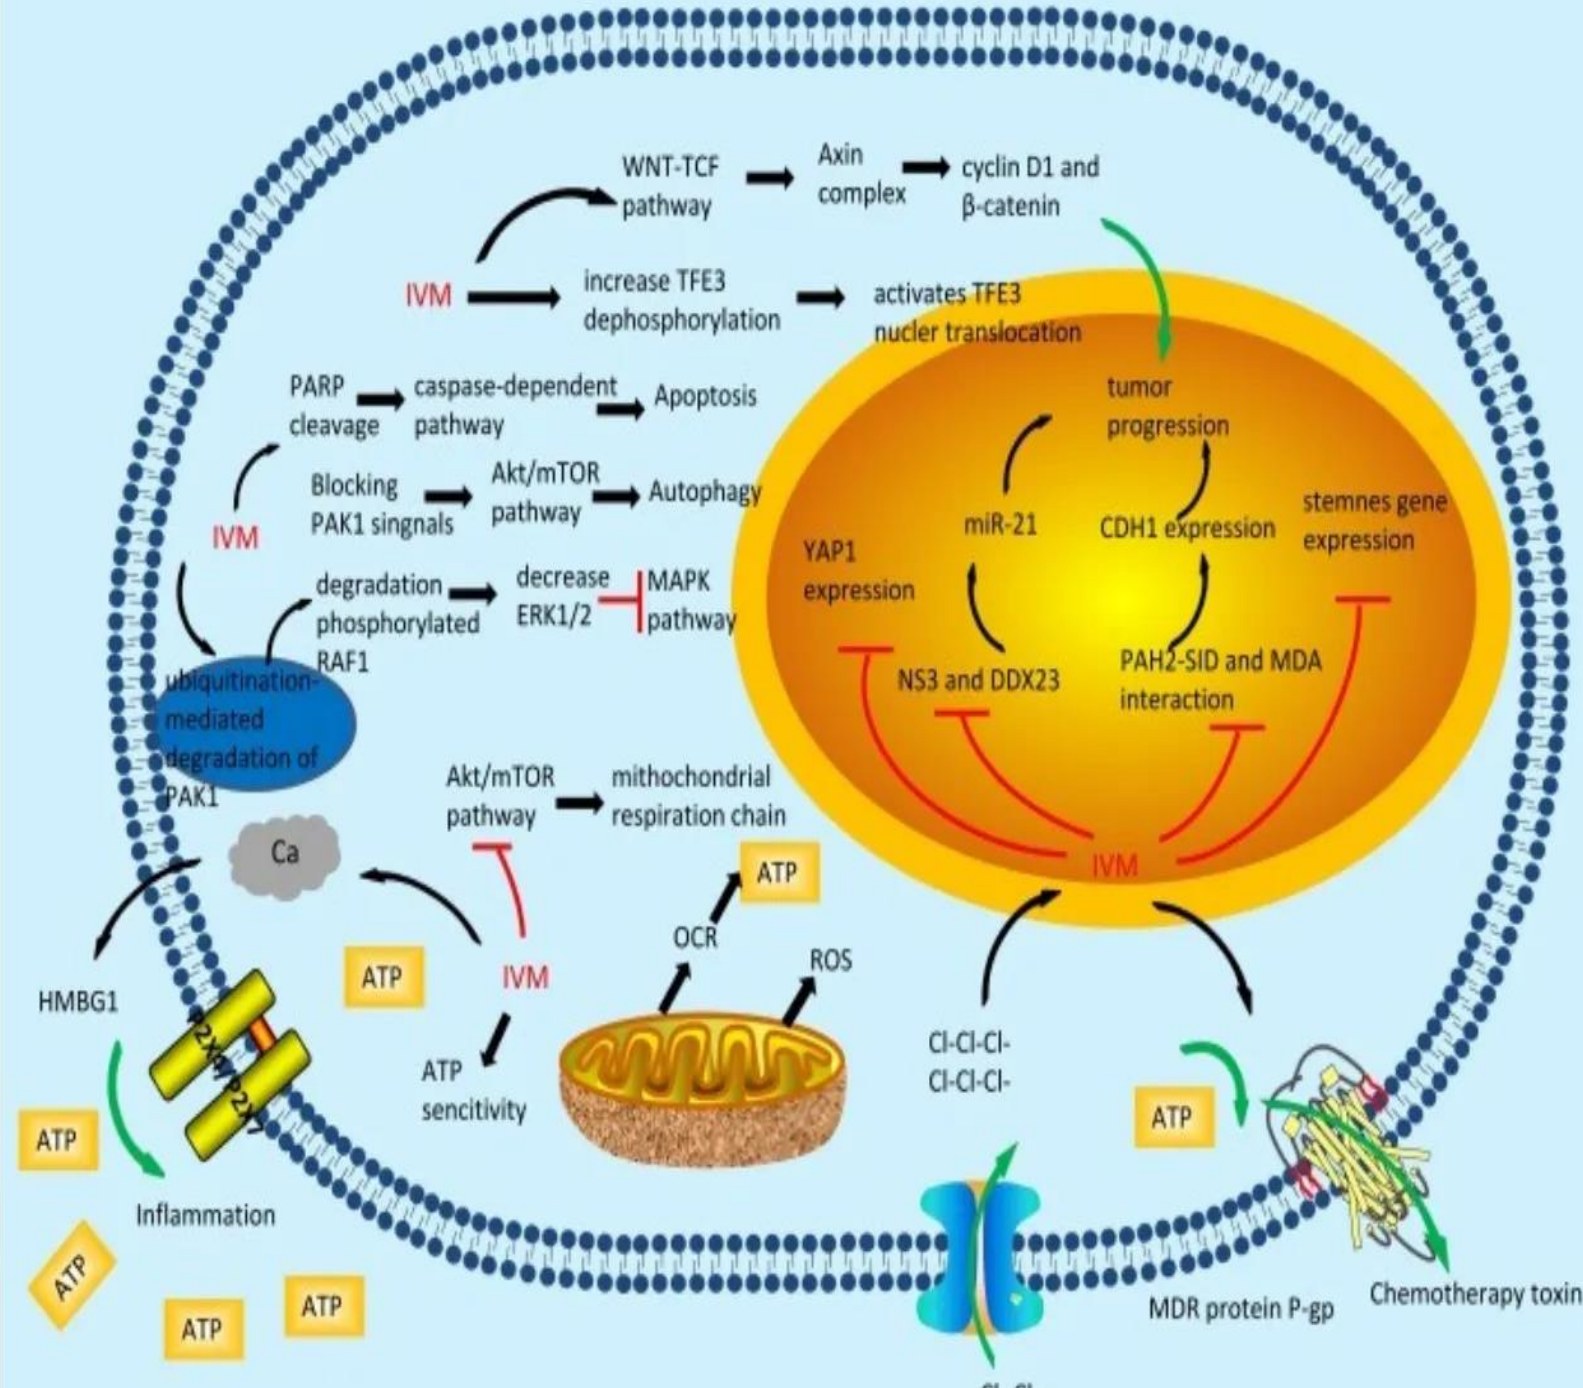 WNT-TCF
pathway
Axin
complex
cyclin D1 and
β-catenin
IVM
increase TFE3
dephosphorylation
activates TFE3
nucler translocation
PARP
cleavage
caspase-dependent
pathway
Apoptosis
tumor
progression
Blocking
PAK1 singnals
Akt/mTOR
pathway
Autophagy
IVM
miR-21
CDH1 expression
stemnes gene
expression
YAP1
expression
degradation
phosphorylated
RAF1
decrease
ERK1/2
MAPK
pathway
NS3 and DDX23
PAH2-SID and MDA
interaction
ubiquitination-
mediated
degradation of
PAK1
Akt/mTOR
pathway
mithochondrial
respiration chain
Ca
ATP
IVM
OCR
ROS
ATP
IVM
HMBG1
P2X4/P2X7
ATP
sencitivity
Cl-Cl-Cl-
Cl-Cl-Cl-
ATP
ATP
Inflammation
ATP
ATP
ATP
MDR protein P-gp
Chemotherapy toxin